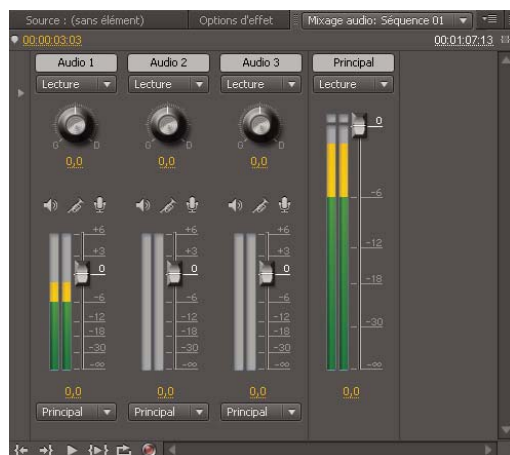 Source : (sans élément) Options d'effet Mixage audio: Séquence 01
00:00:03:03 00:01:07:13
Audio 1 Audio 2 Audio 3 Principal
Lecture Lecture Lecture Lecture
G D G D G D
0,0 0,0 0,0
+6 +6 +6 0
+3 +3 +3
0 0 0 -6
-6 -6 -6 -12
-12 -12 -12 -18
-18 -18 -18
-30 -30 -30 -30
-∞ -∞ -∞ -∞
0,0 0,0 0,0 0,0
Principal Principal Principal